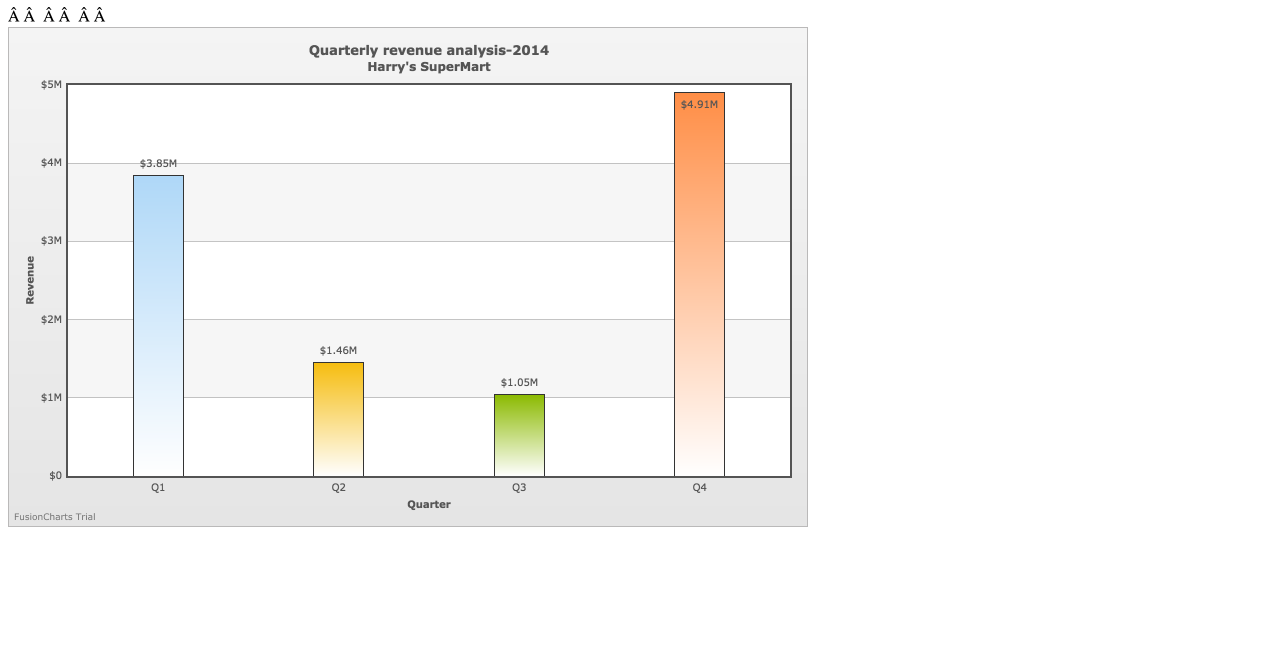 Â Â  Â Â  Â Â
Quarterly revenue analysis-2014
Harry's SuperMart
$5M
$4.91M
$4M
$3.85M
$3M
Revenue
$2M
$1.46M
$1.05M
$1M
$0
Q1 Q2 Q3 Q4
Quarter
FusionCharts Trial